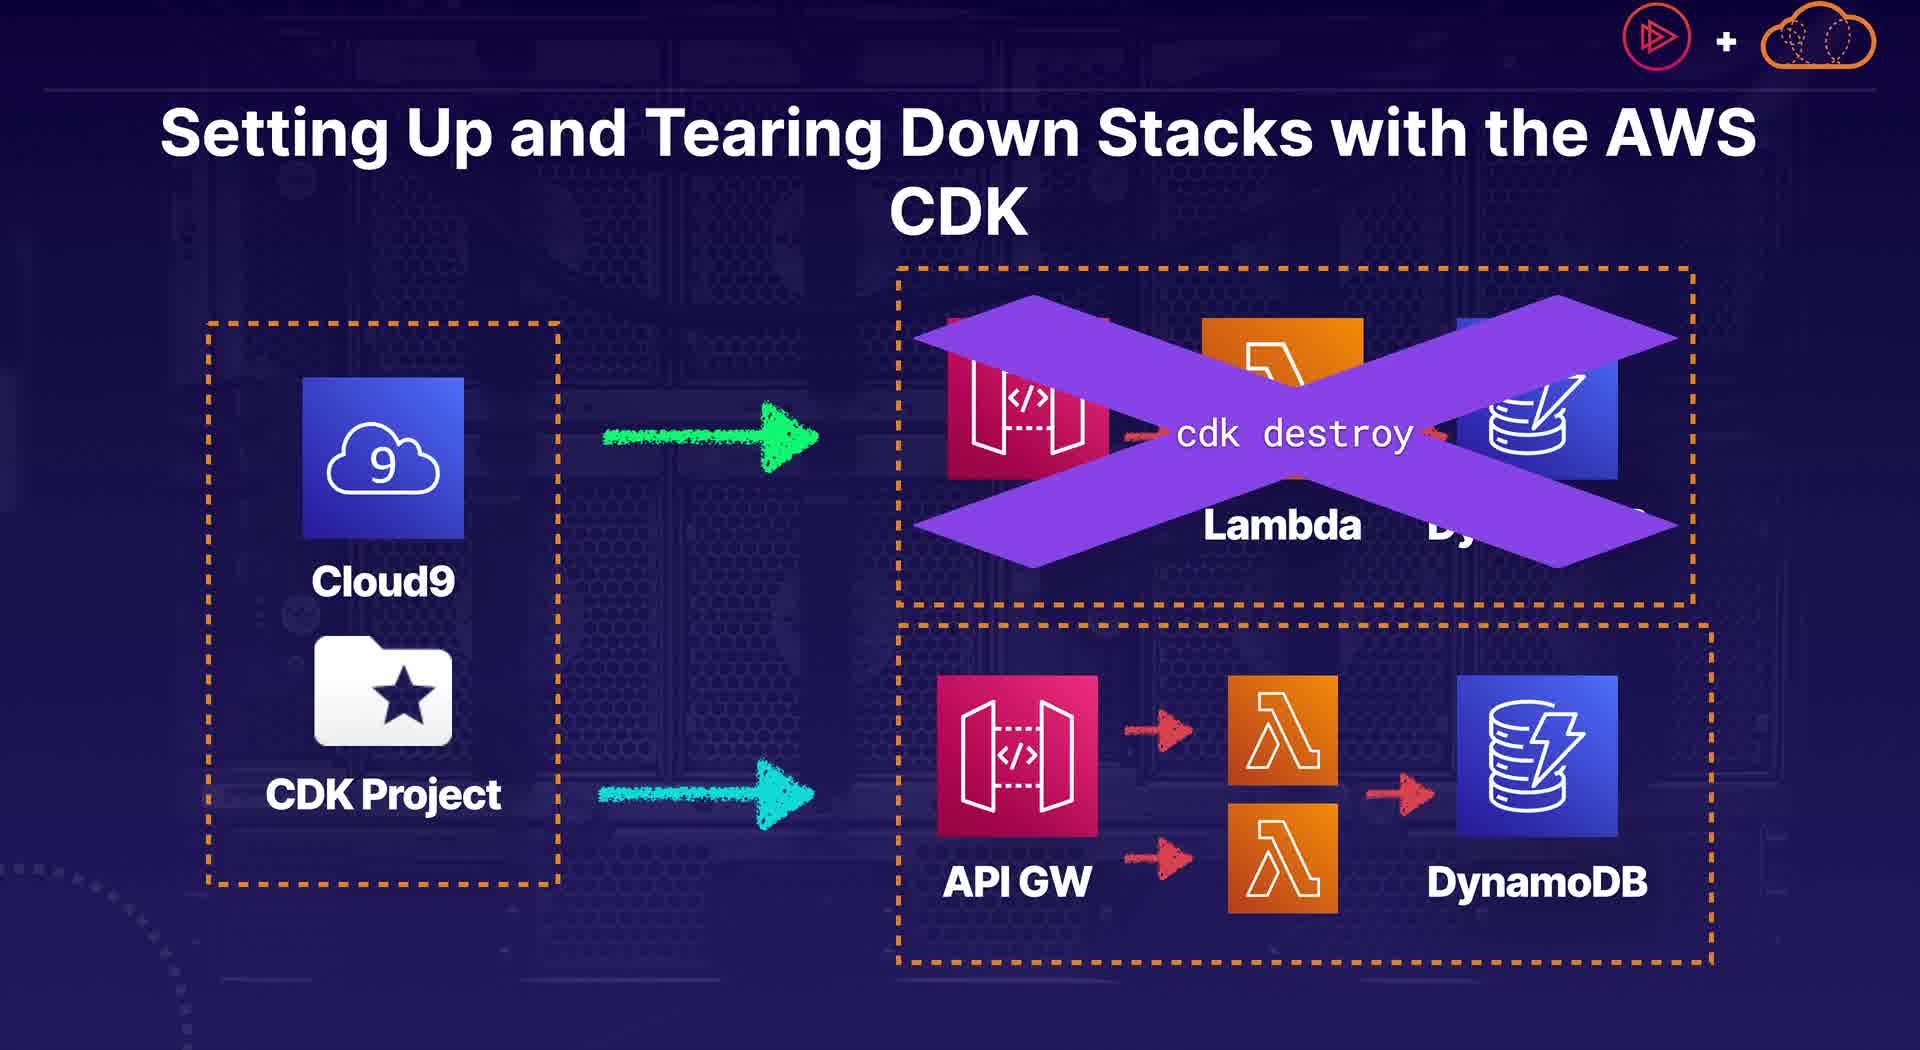 Setting Up and Tearing Down Stacks with the AWS
CDK
9
Cloud9
CDK Project
</>
cdk destroy
Lambda
</>
API GW
DynamoDB